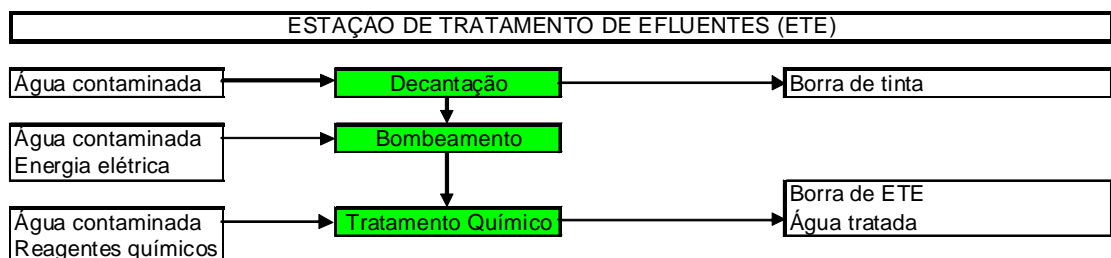 ESTAÇAO DE TRATAMENTO DE EFLUENTES (ETE)
Água contaminada
Decantação
Borra de tinta
Água contaminada
Energia elétrica
Bombeamento
Água contaminada
Reagentes químicos
Tratamento Químico
Borra de ETE
Água tratada